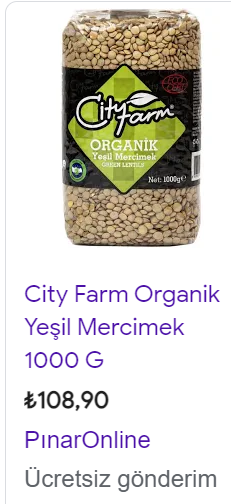 City Farm
ORGANİK
Yeşil Mercimek
GREEN LENTILS
Net: 1000g℮
City Farm Organik
Yeşil Mercimek
1000 G
₺108,90
PınarOnline
Ücretsiz gönderim